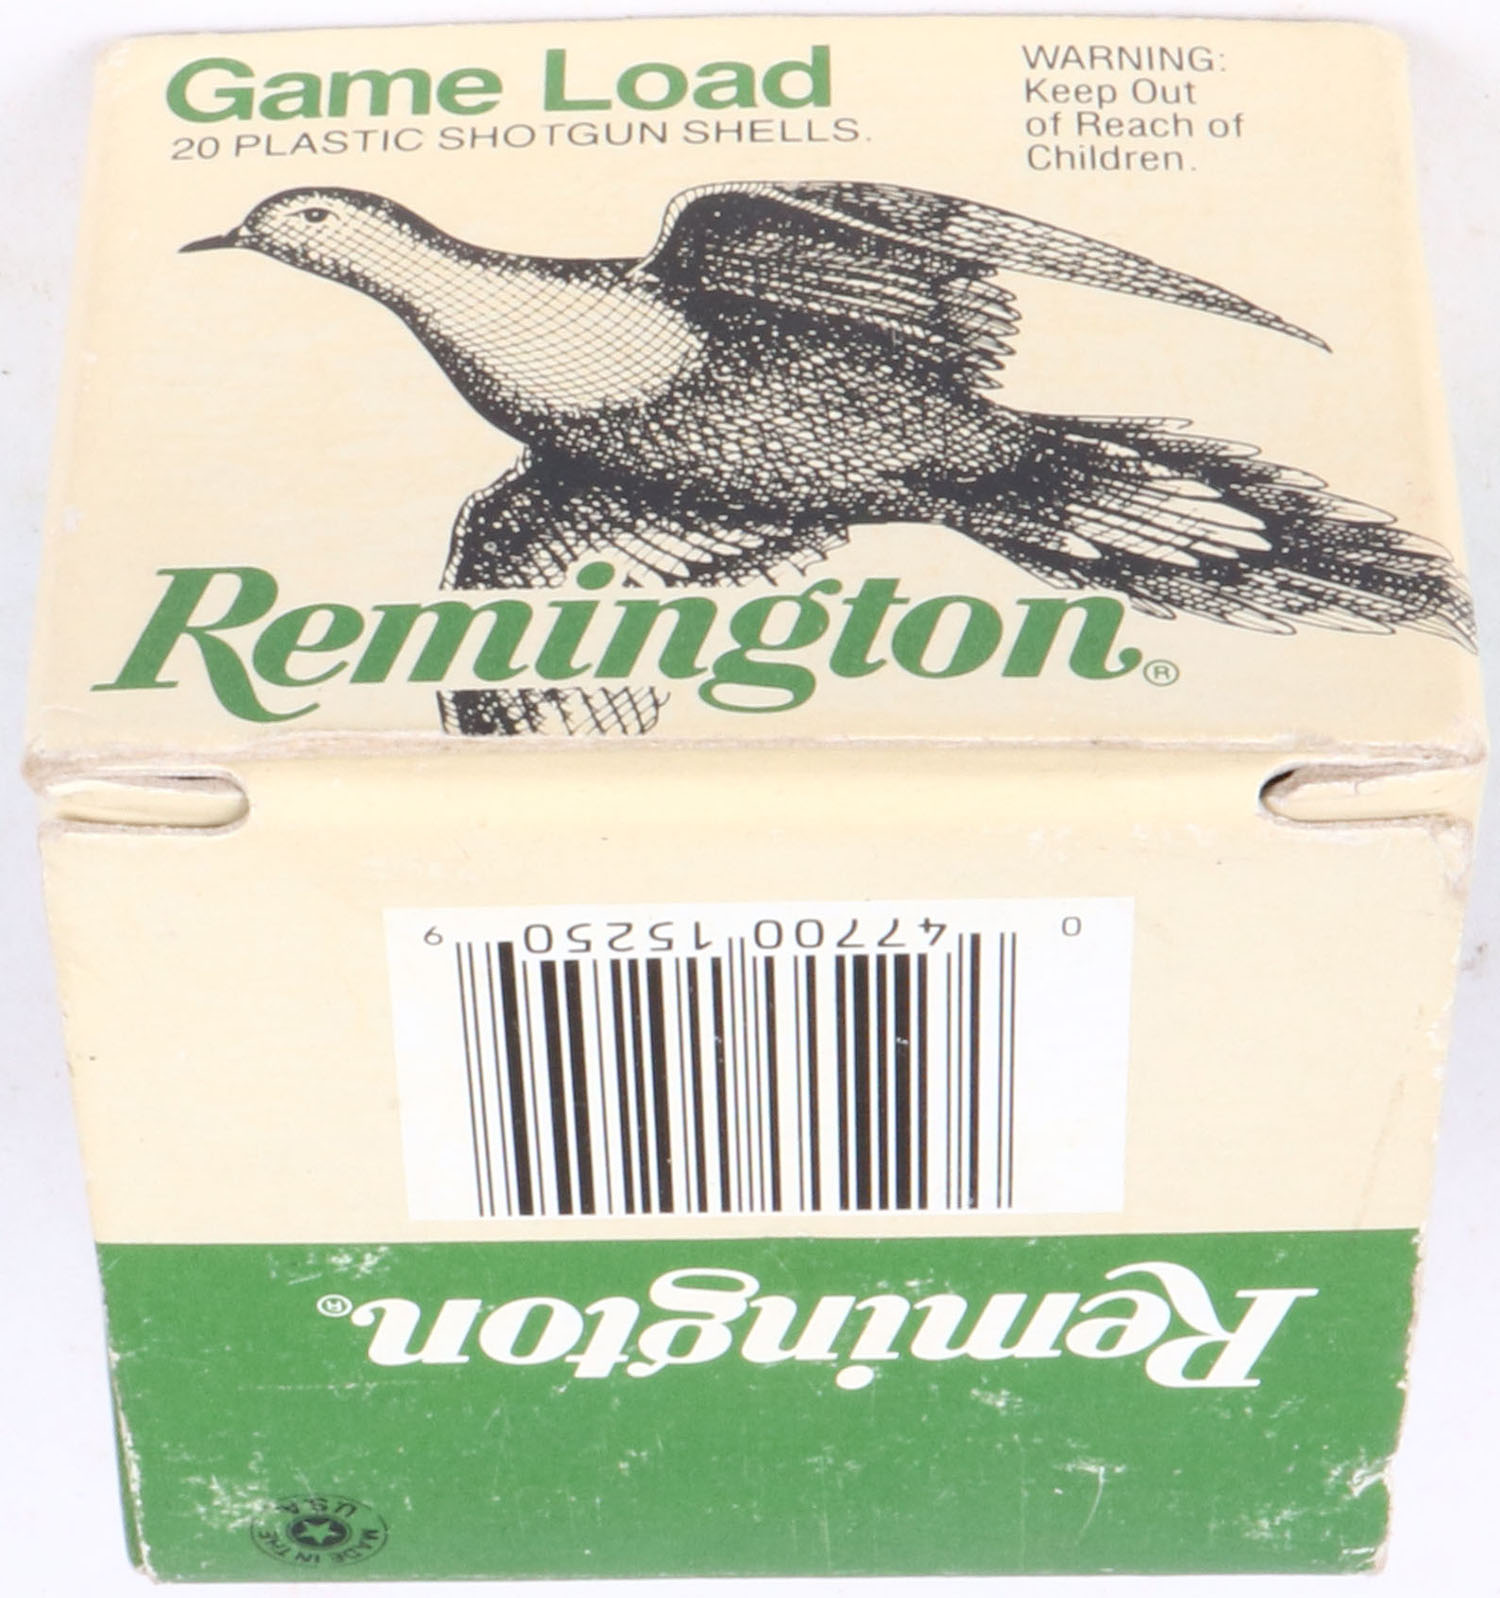 Game Load
20 PLASTIC SHOTGUN SHELLS.
WARNING:
Keep Out
of Reach of
Children.
Remington®
0 47700 15250 9
Remington®
MADE IN THE U.S.A